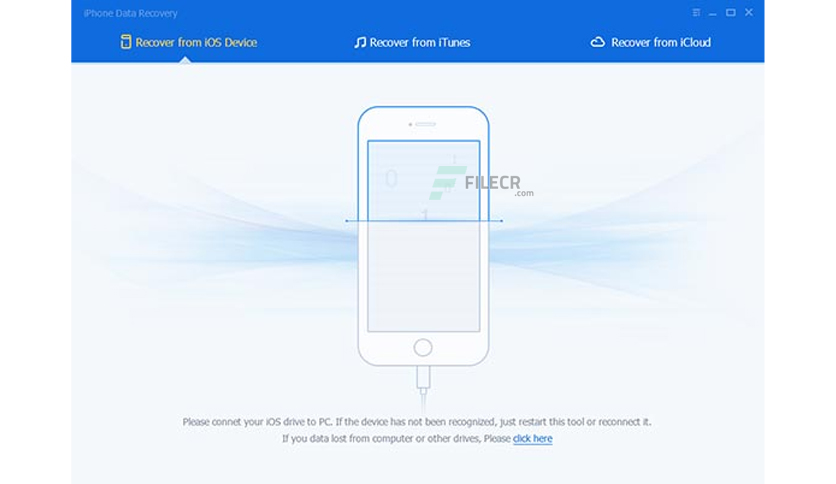 iPhone Data Recovery
Recover from iOS Device
Recover from iTunes
Recover from iCloud
0
1
FILECR
.com
1
Please connet your iOS drive to PC. If the device has not been recognized, just restart this tool or reconnect it.
If you data lost from computer or other drives, Please click here